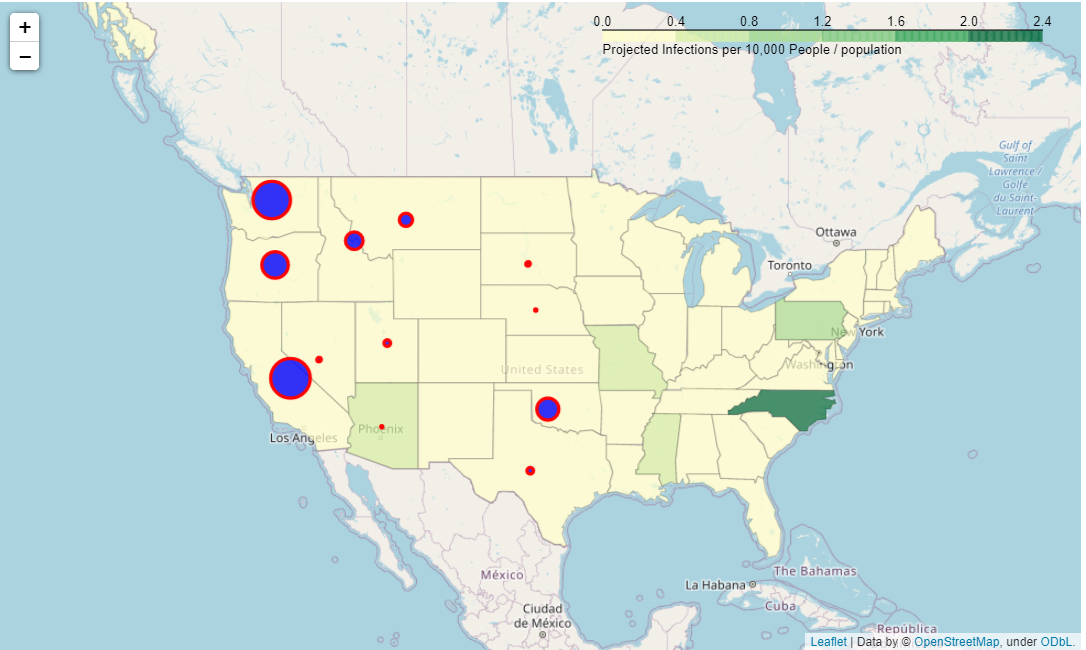 +
−
0.0 0.4 0.8 1.2 1.6 2.0 2.4
Projected Infections per 10,000 People / population
Gulf of
Saint
Lawrence /
Golfe
du Saint-
Laurent
Ottawa
Toronto
New York
Washington
United States
Los Angeles
Phoenix
México
Ciudad
de México
La Habana
The Bahamas
Cuba
República
Leaflet | Data by © OpenStreetMap, under ODbL.